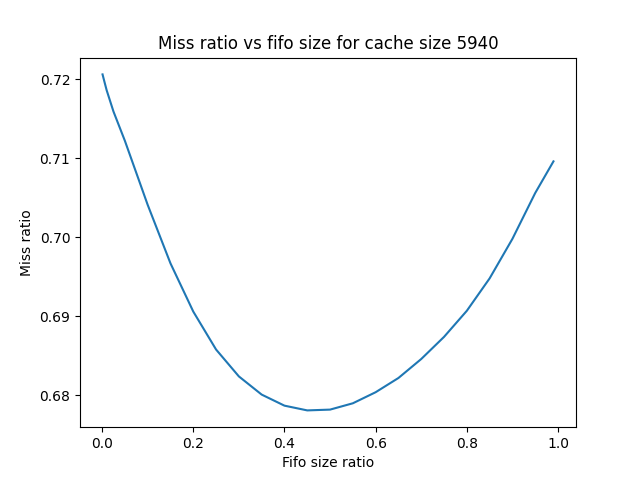 Miss ratio vs fifo size for cache size 5940
0.72
0.71
0.70
0.69
0.68
Miss ratio
0.0 0.2 0.4 0.6 0.8 1.0
Fifo size ratio